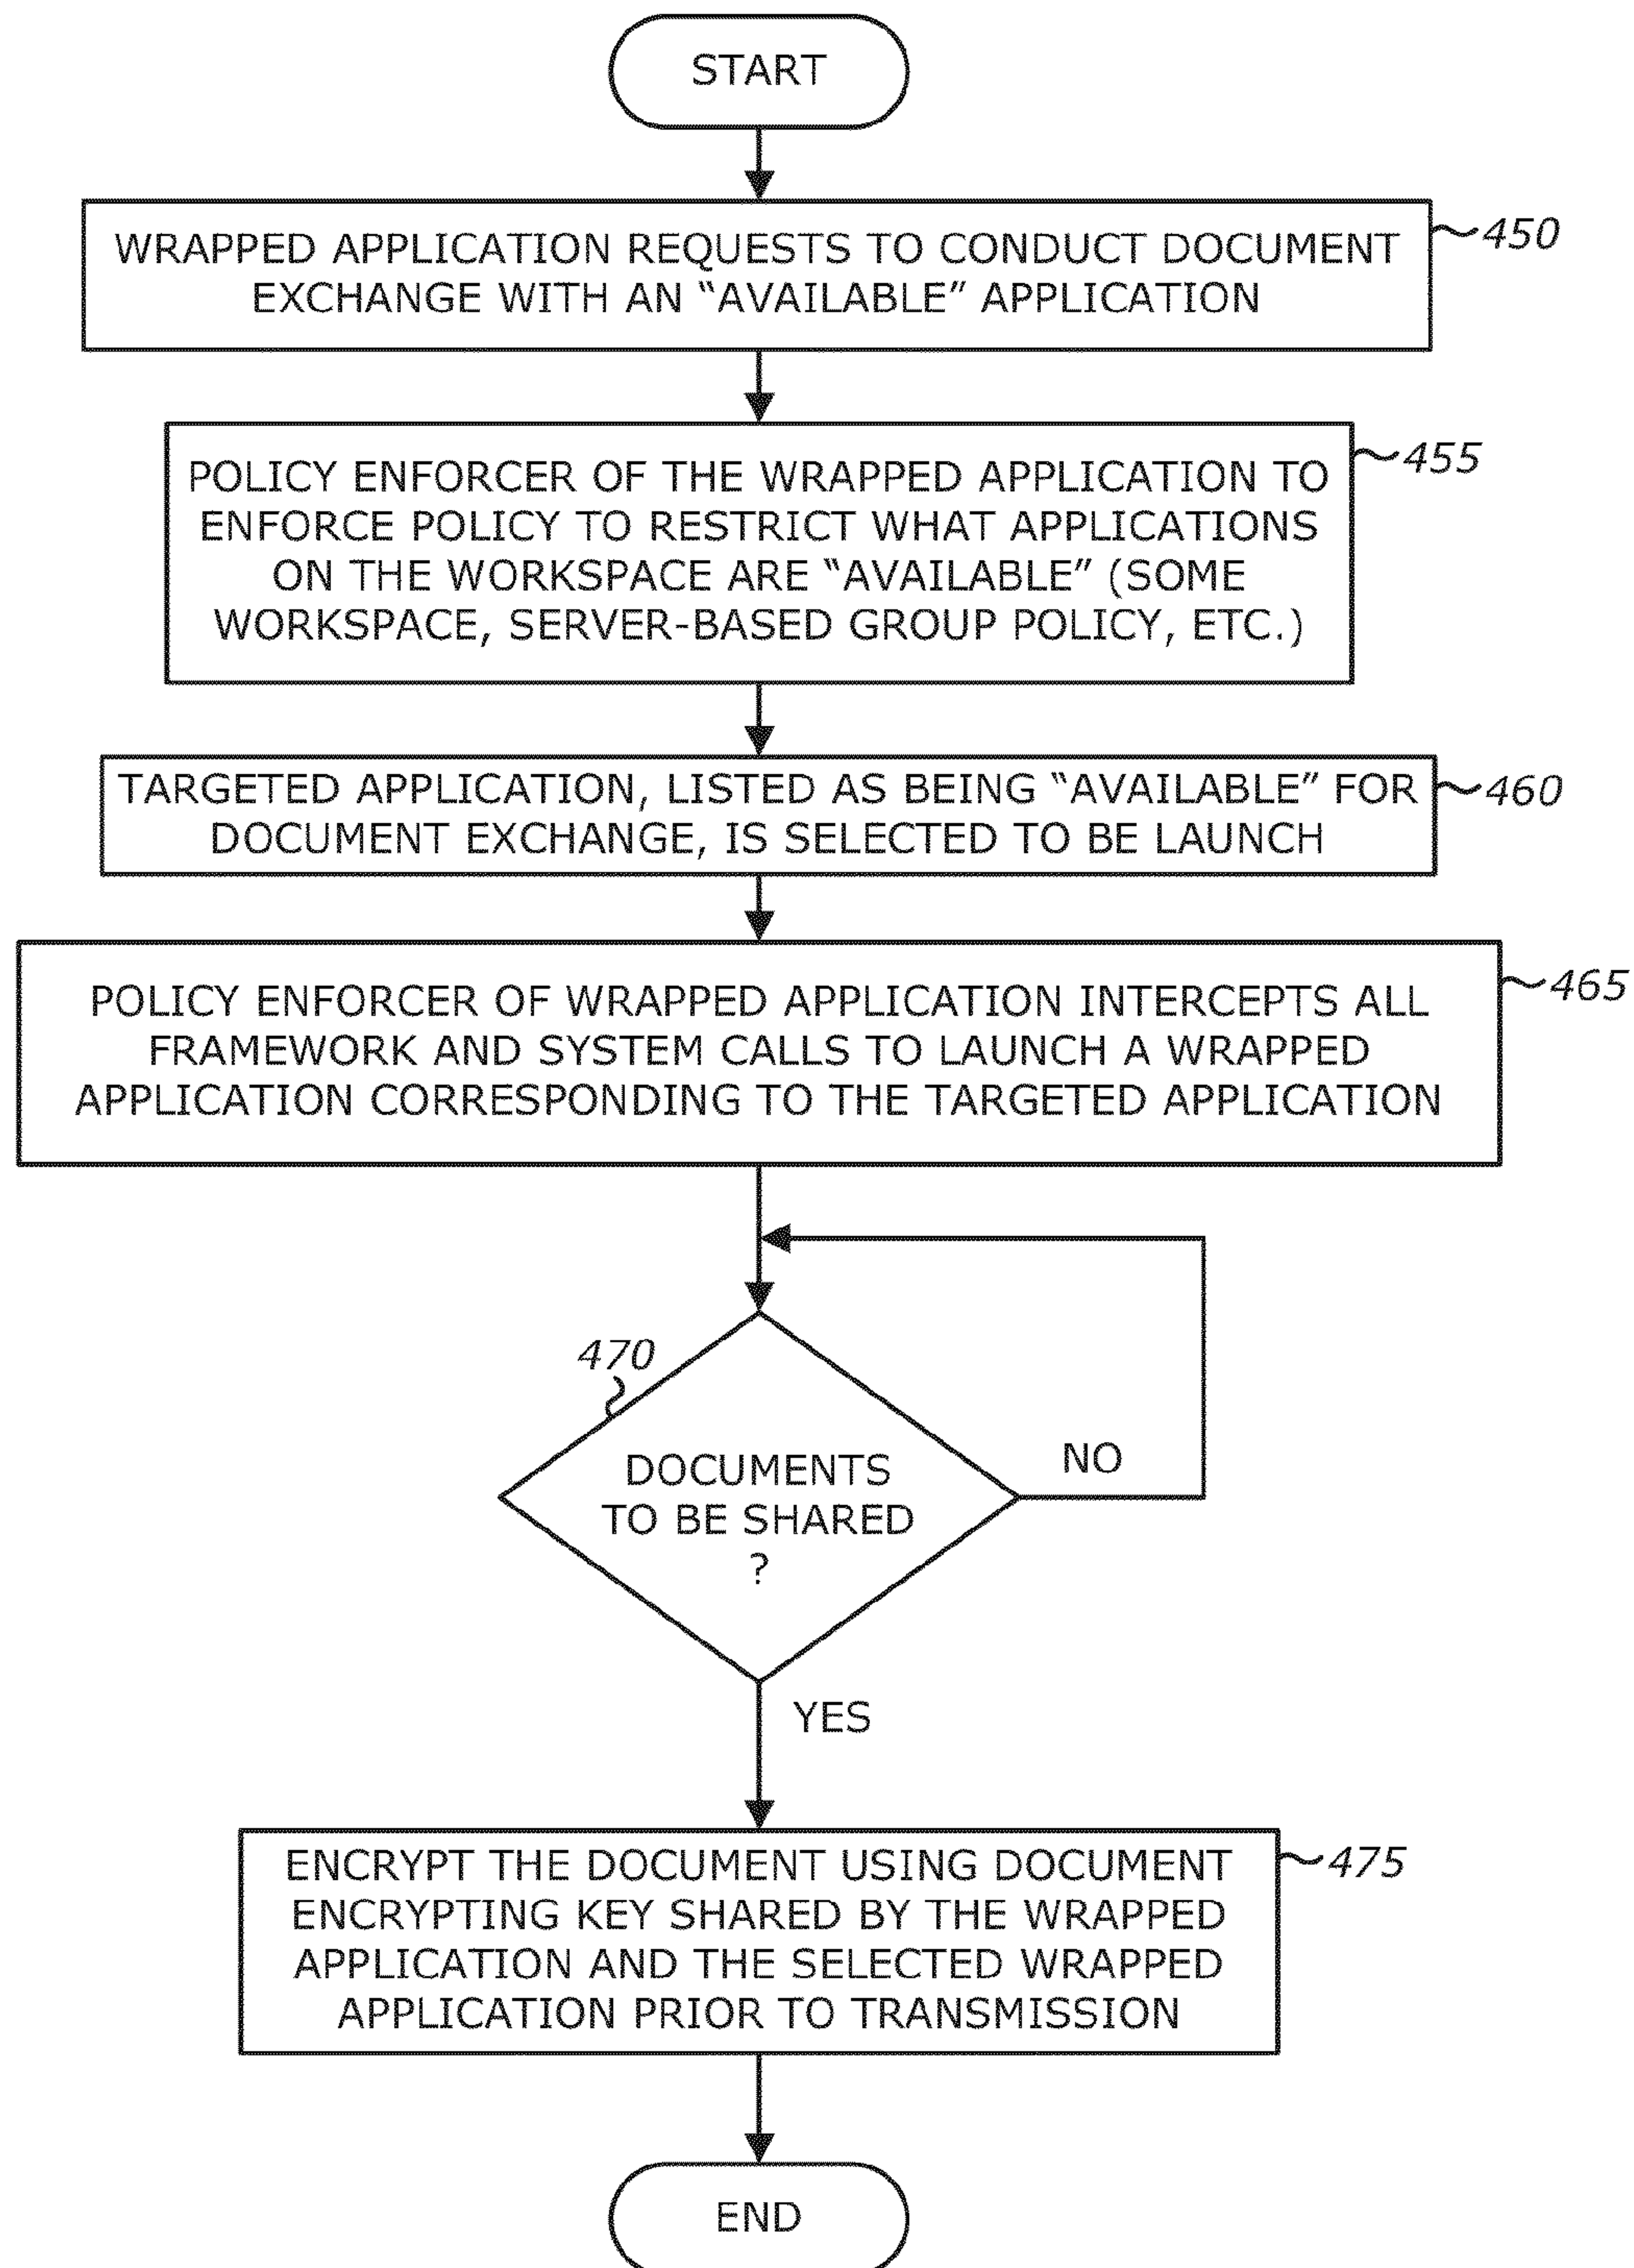 START
WRAPPED APPLICATION REQUESTS TO CONDUCT DOCUMENT
EXCHANGE WITH AN “AVAILABLE” APPLICATION
450
POLICY ENFORCER OF THE WRAPPED APPLICATION TO
ENFORCE POLICY TO RESTRICT WHAT APPLICATIONS
ON THE WORKSPACE ARE “AVAILABLE” (SOME
WORKSPACE, SERVER-BASED GROUP POLICY, ETC.)
455
TARGETED APPLICATION, LISTED AS BEING “AVAILABLE” FOR
DOCUMENT EXCHANGE, IS SELECTED TO BE LAUNCH
460
POLICY ENFORCER OF WRAPPED APPLICATION INTERCEPTS ALL
FRAMEWORK AND SYSTEM CALLS TO LAUNCH A WRAPPED
APPLICATION CORRESPONDING TO THE TARGETED APPLICATION
465
470
DOCUMENTS
TO BE SHARED
?
NO
YES
ENCRYPT THE DOCUMENT USING DOCUMENT
ENCRYPTING KEY SHARED BY THE WRAPPED
APPLICATION AND THE SELECTED WRAPPED
APPLICATION PRIOR TO TRANSMISSION
475
END